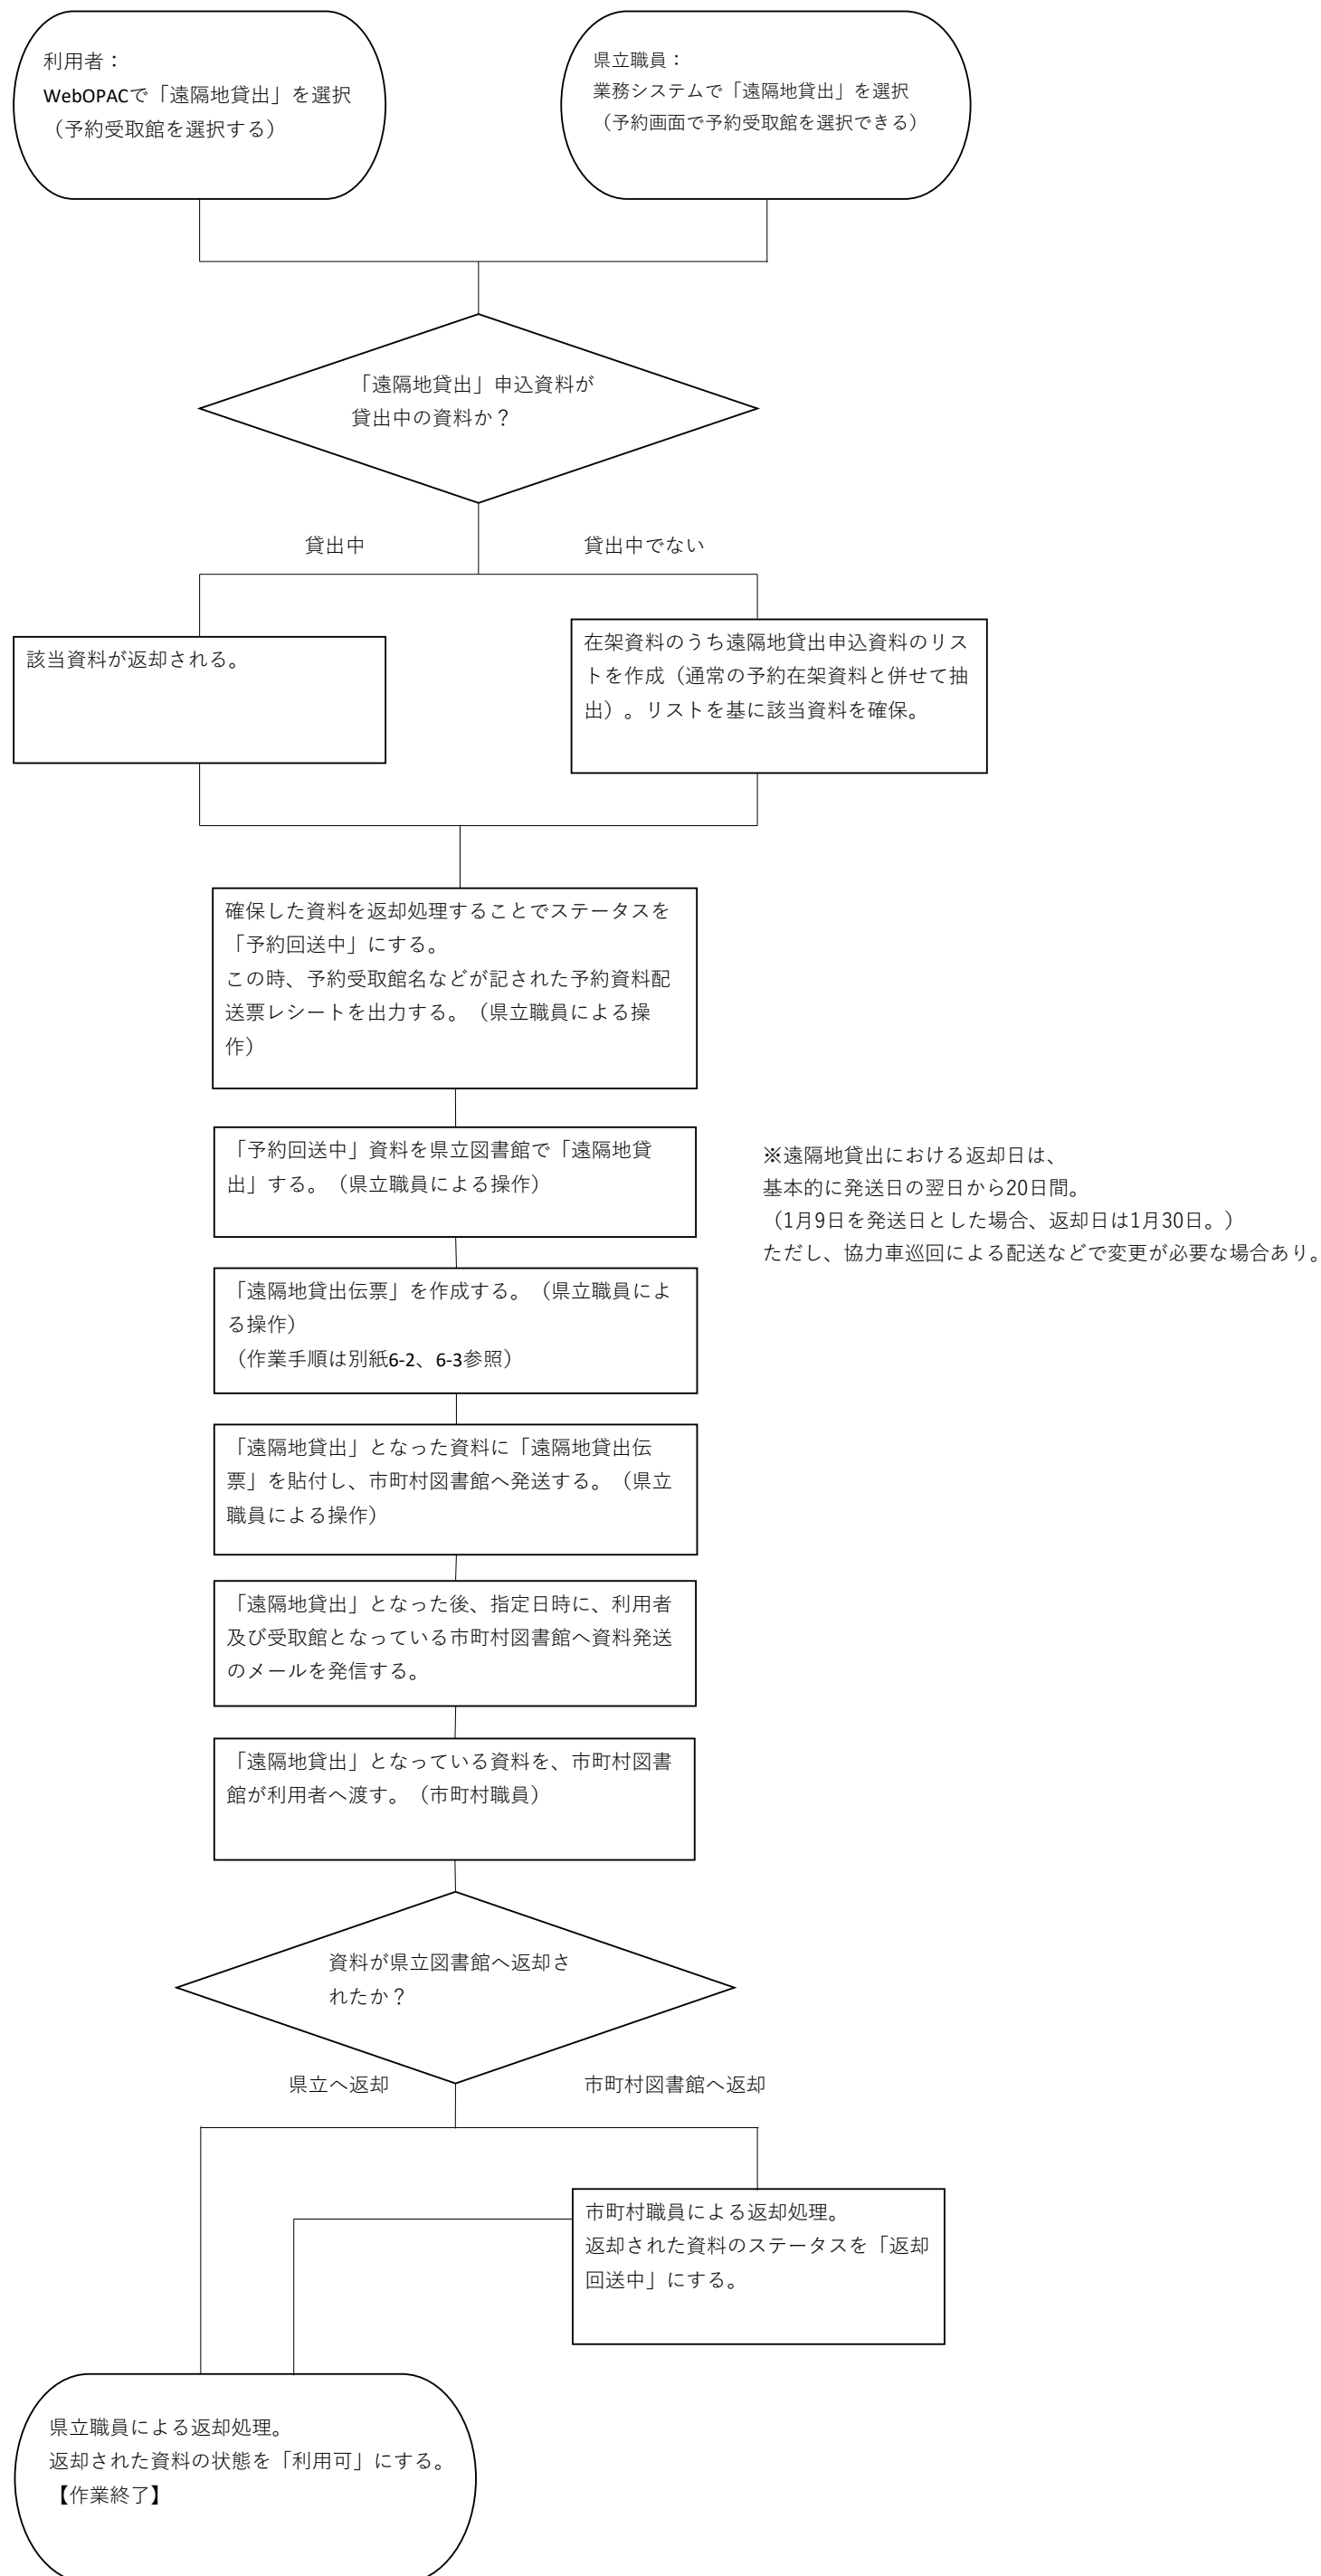 利用者：
WebOPACで「遠隔地貸出」を選択
（予約受取館を選択する）
県立職員：
業務システムで「遠隔地貸出」を選択
（予約画面で予約受取館を選択できる）
「遠隔地貸出」申込資料が
貸出中の資料か？
貸出中
貸出中でない
該当資料が返却される。
在架資料のうち遠隔地貸出申込資料のリス
トを作成（通常の予約在架資料と併せて抽
出）。リストを基に該当資料を確保。
確保した資料を返却処理することでステータスを
「予約回送中」にする。
この時、予約受取館名などが記された予約資料配
送票レシートを出力する。（県立職員による操
作）
「予約回送中」資料を県立図書館で「遠隔地貸
出」する。（県立職員による操作）
※遠隔地貸出における返却日は、
基本的に発送日の翌日から20日間。
（1月9日を発送日とした場合、返却日は1月30日。）
ただし、協力車巡回による配送などで変更が必要な場合あり。
「遠隔地貸出伝票」を作成する。（県立職員によ
る操作）
（作業手順は別紙6-2、6-3参照）
「遠隔地貸出」となった資料に「遠隔地貸出伝
票」を貼付し、市町村図書館へ発送する。（県立
職員による操作）
「遠隔地貸出」となった後、指定日時に、利用者
及び受取館となっている市町村図書館へ資料発送
のメールを発信する。
「遠隔地貸出」となっている資料を、市町村図書
館が利用者へ渡す。（市町村職員）
資料が県立図書館へ返却さ
れたか？
県立へ返却
市町村図書館へ返却
市町村職員による返却処理。
返却された資料のステータスを「返却
回送中」にする。
県立職員による返却処理。
返却された資料の状態を「利用可」にする。
【作業終了】